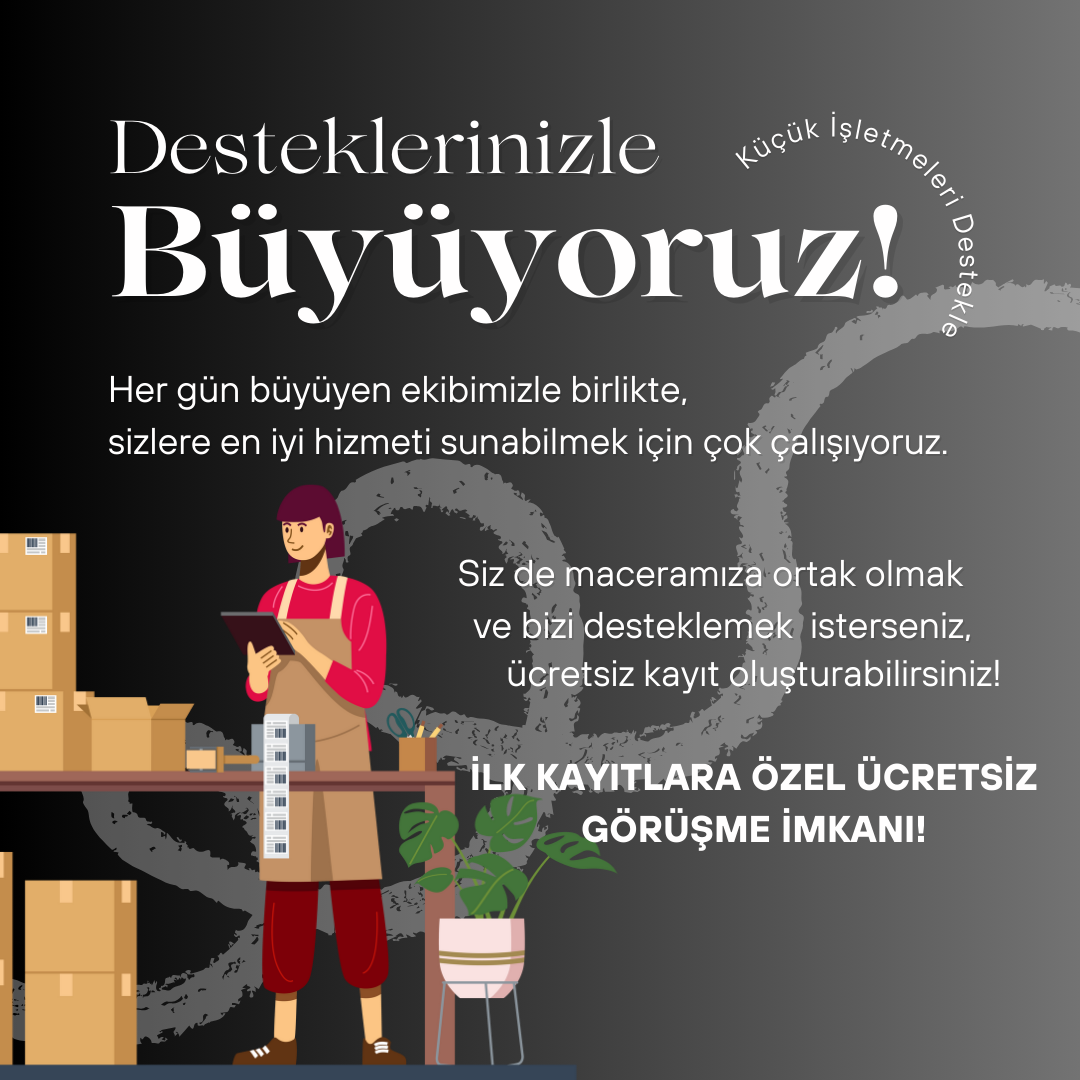 Desteklerinizle
Büyüyoruz!
Küçük İşletmeleri Destekle
Her gün büyüyen ekibimizle birlikte,
sizlere en iyi hizmeti sunabilmek için çok çalışıyoruz.
Siz de maceramıza ortak olmak
ve bizi desteklemek isterseniz,
ücretsiz kayıt oluşturabilirsiniz!
İLK KAYITLARA ÖZEL ÜCRETSİZ
GÖRÜŞME İMKANI!